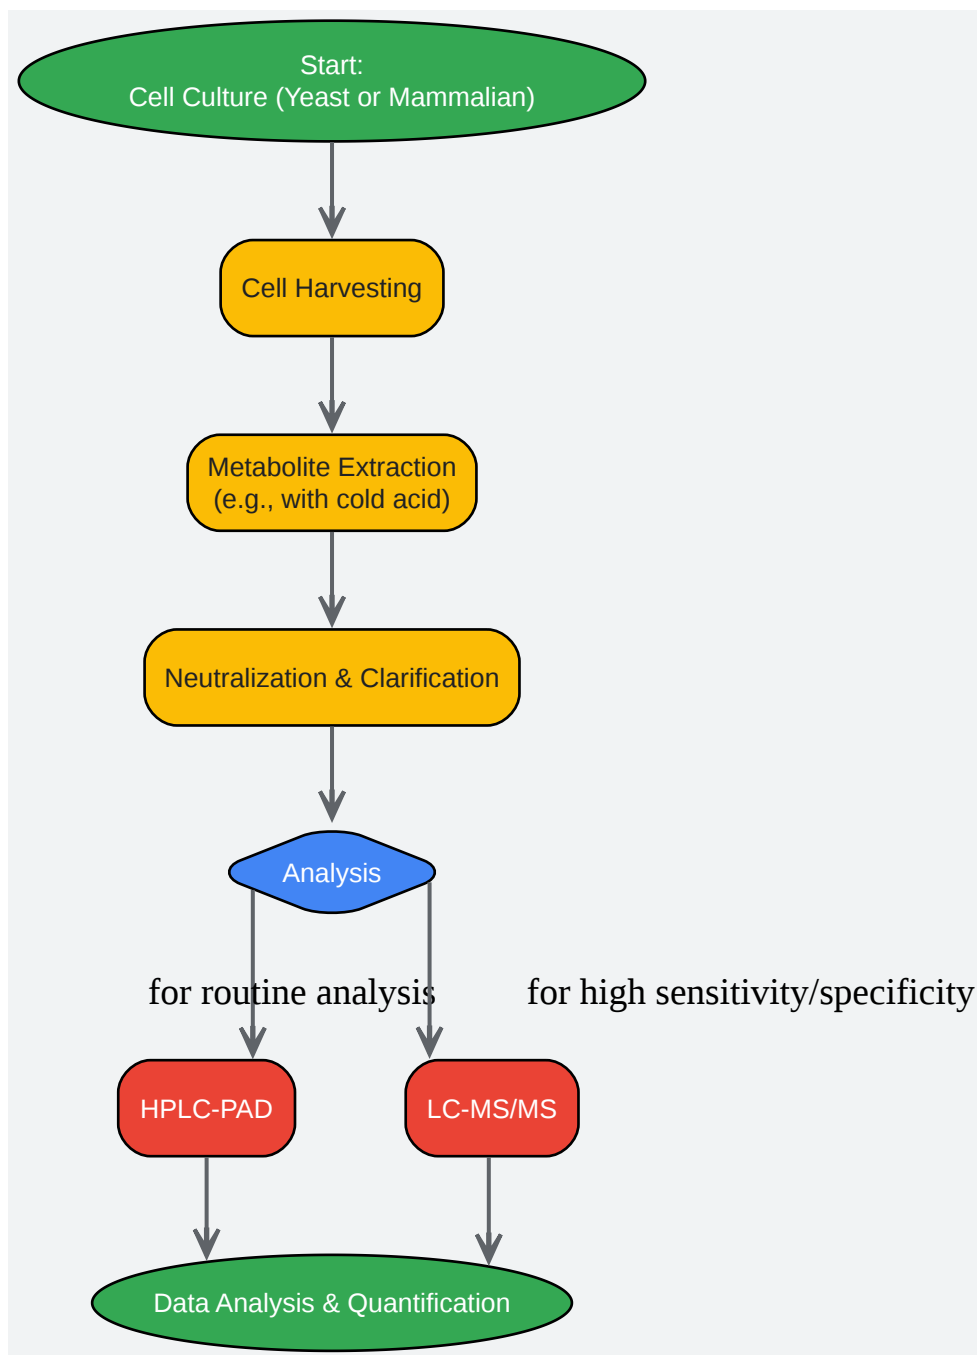 Start:
Cell Culture (Yeast or Mammalian)
Cell Harvesting
Metabolite Extraction
(e.g., with cold acid)
Neutralization & Clarification
Analysis
for routine analysis
for high sensitivity/specificity
HPLC-PAD
LC-MS/MS
Data Analysis & Quantification